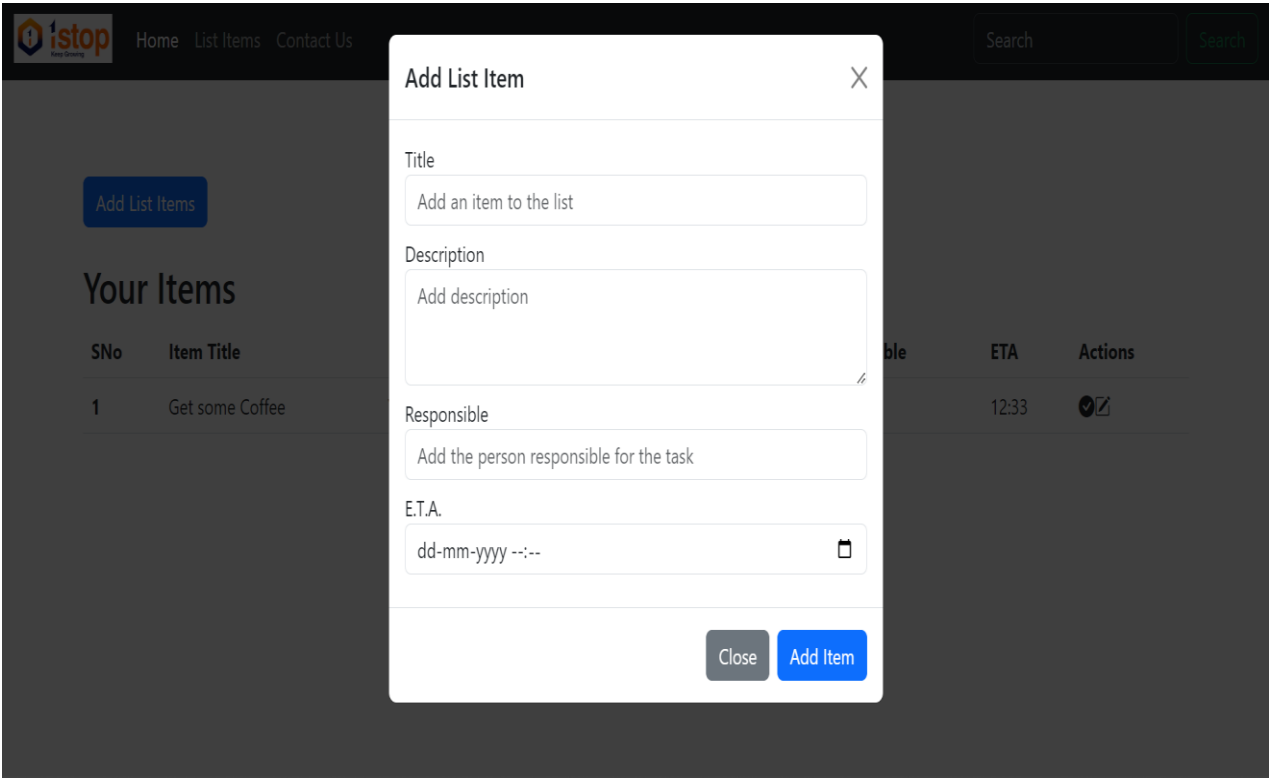 1stop
Keep Growing
Home List Items Contact Us
Search
Search
Add List Item
X
Title
Add an item to the list
Description
Add description
Responsible
Add the person responsible for the task
E.T.A.
dd-mm-yyyy --:--
Close
Add Item
Add List Items
Your Items
SNo Item Title ble ETA Actions
1 Get some Coffee 12:33